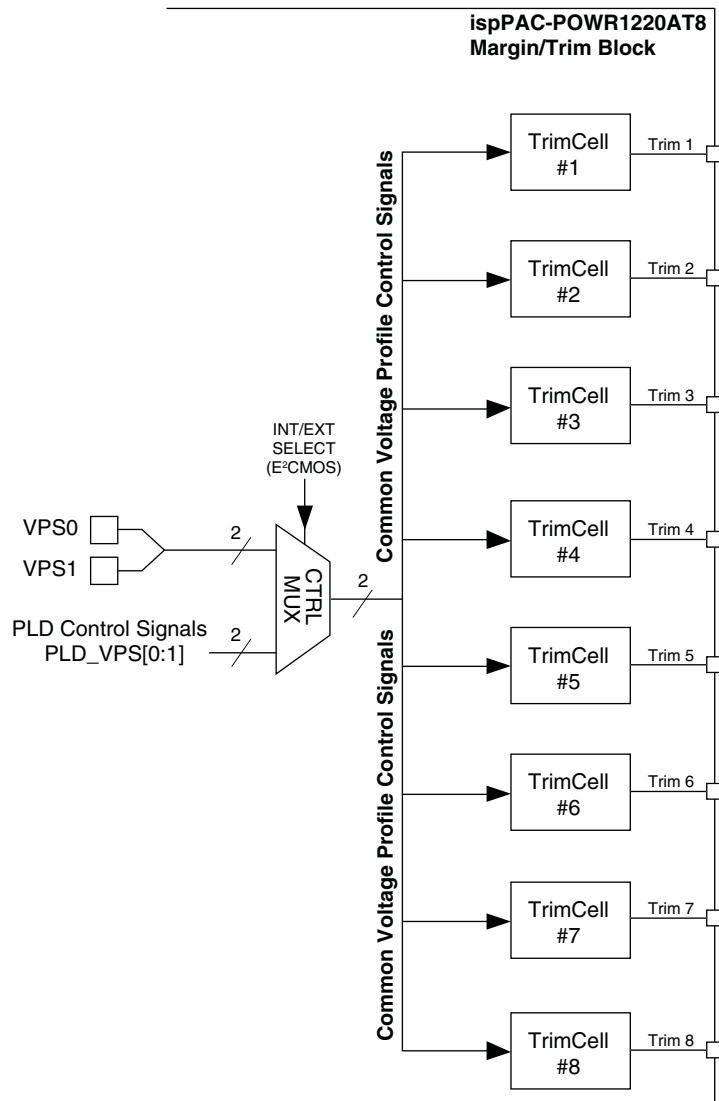 ispPAC-POWR1220AT8
Margin/Trim Block
TrimCell
#1
Trim 1
TrimCell
#2
Trim 2
TrimCell
#3
Trim 3
TrimCell
#4
Trim 4
TrimCell
#5
Trim 5
TrimCell
#6
Trim 6
TrimCell
#7
Trim 7
TrimCell
#8
Trim 8
Common Voltage Profile Control Signals
Common Voltage Profile Control Signals
INT/EXT
SELECT
(E²CMOS)
VPS0
VPS1
2
CTRL
MUX
2
PLD Control Signals
PLD_VPS[0:1]
2